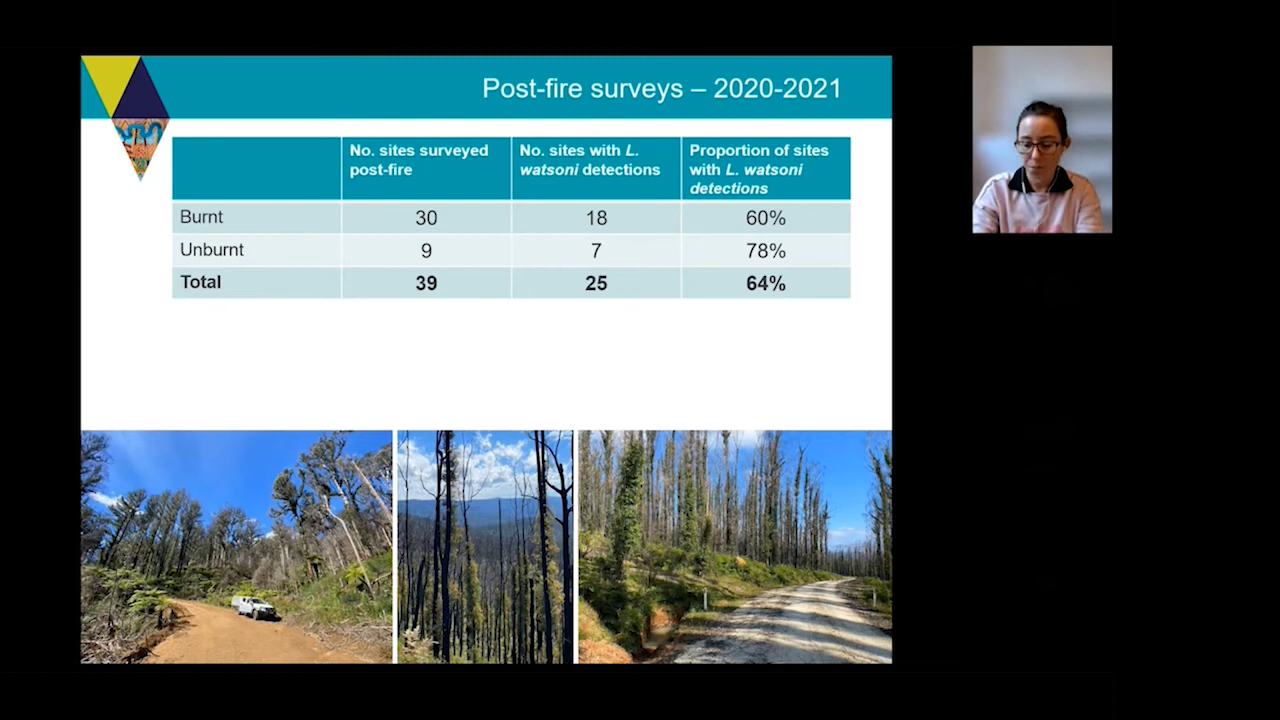 Post-fire surveys – 2020-2021
No. sites surveyed
post-fire
No. sites with L.
watsoni detections
Proportion of sites
with L. watsoni
detections
Burnt 30 18 60%
Unburnt 9 7 78%
Total 39 25 64%